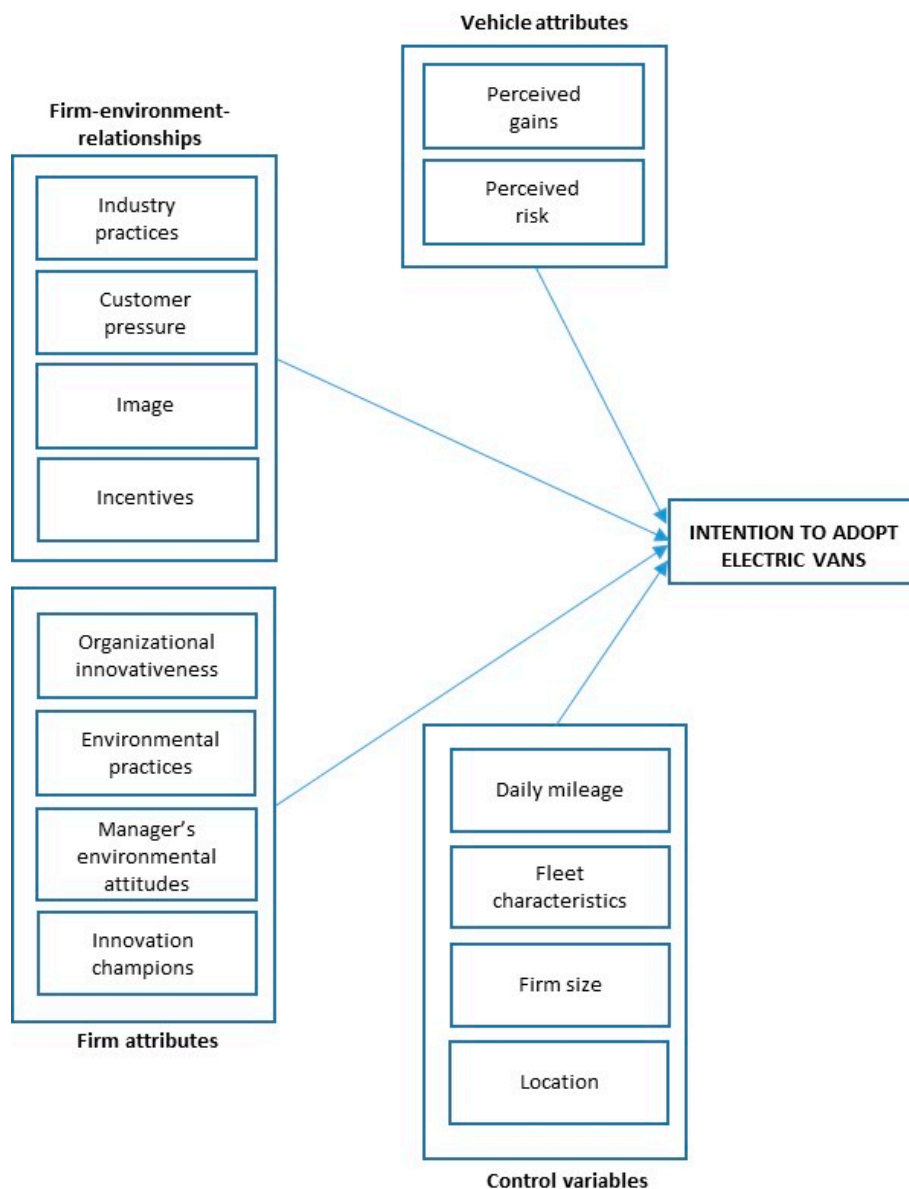 Vehicle attributes
Perceived
gains
Perceived
risk
Firm-environment-
relationships
Industry
practices
Customer
pressure
Image
Incentives
INTENTION TO ADOPT
ELECTRIC VANS
Organizational
innovativeness
Environmental
practices
Manager’s
environmental
attitudes
Innovation
champions
Firm attributes
Daily mileage
Fleet
characteristics
Firm size
Location
Control variables